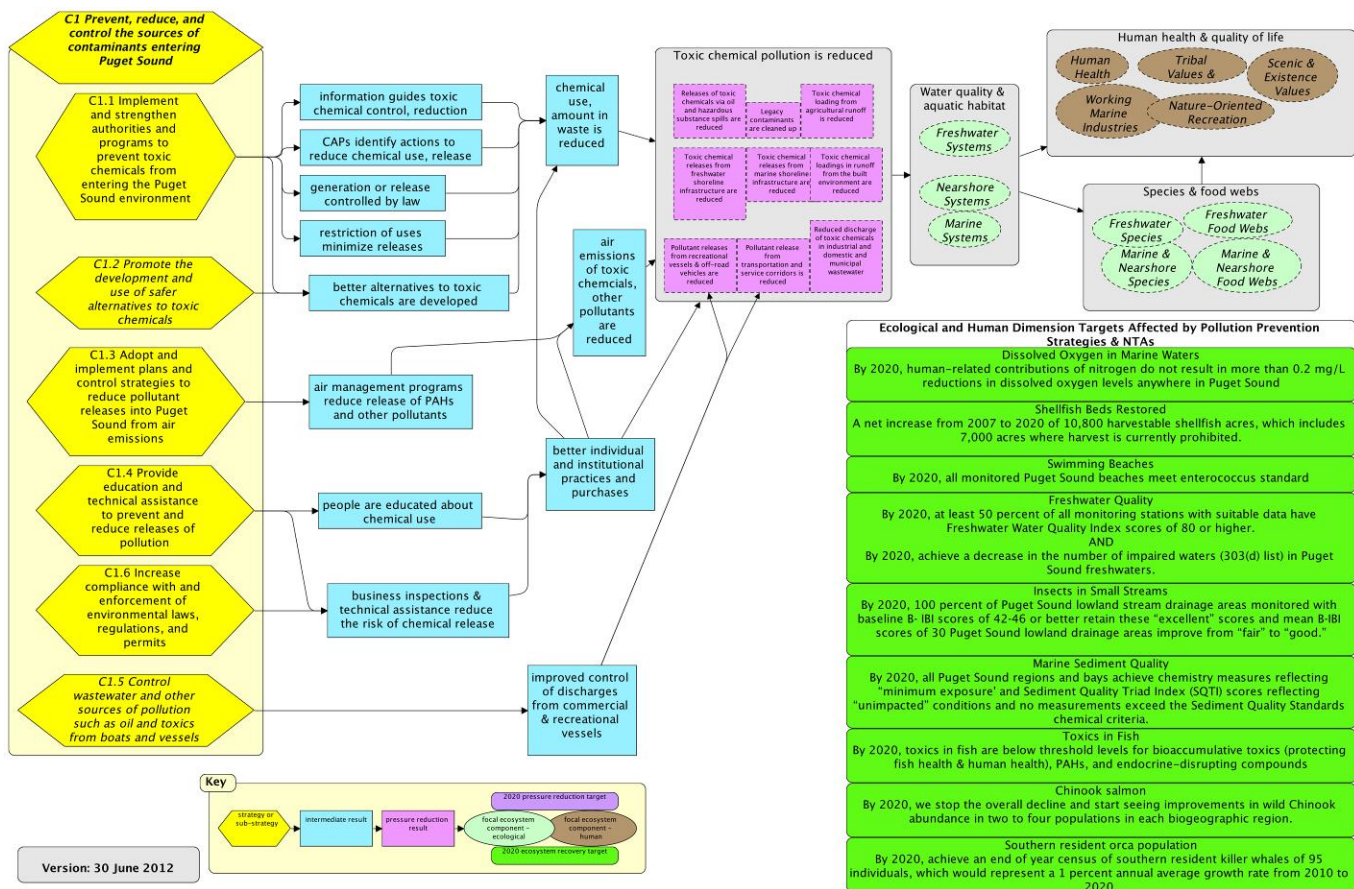 C1 Prevent, reduce, and
control the sources of
contaminants entering
Puget Sound
C1.1 Implement
and strengthen
authorities and
programs to
prevent toxic
chemicals from
entering the Puget
Sound environment
C1.2 Promote the
development and
use of safer
alternatives to toxic
chemicals
C1.3 Adopt and
implement plans and
control strategies to
reduce pollutant
releases into Puget
Sound from air
emissions
C1.4 Provide
education and
technical assistance
to prevent and
reduce releases of
pollution
C1.6 Increase
compliance with and
enforcement of
environmental laws,
regulations, and
permits
C1.5 Control
wastewater and other
sources of pollution
such as oil and toxics
from boats and vessels
information guides toxic
chemical control, reduction
CAPs identify actions to
reduce chemical use, release
generation or release
controlled by law
restriction of uses
minimize releases
better alternatives to toxic
chemicals are developed
air management programs
reduce release of PAHs
and other pollutants
people are educated about
chemical use
business inspections &
technical assistance reduce
the risk of chemical release
chemical
use,
amount in
waste is
reduced
air
emissions
of toxic
chemcials,
other
pollutants
are
reduced
better individual
and institutional
practices and
purchases
improved control
of discharges
from commercial
& recreational
vessels
Toxic chemical pollution is reduced
Releases of toxic
chemicals via oil
and hazardous
substance spills are
reduced
Legacy
contaminants
are cleaned up
Toxic chemical
loading from
agricultural runoff
is reduced
Toxic chemical
releases from
freshwater
shoreline
infrastructure are
reduced
Toxic chemical
releases from
marine shoreline
infrastructure are
reduced
Toxic chemical
loadings in runoff
from the built
environment are
reduced
Pollutant releases
from recreational
vessels & off-road
vehicles are
reduced
Pollutant release
from
transportation and
service corridors is
reduced
Reduced discharge
of toxic chemicals
in industrial and
domestic and
municipal
wastewater
Water quality &
aquatic habitat
Freshwater
Systems
Nearshore
Systems
Marine
Systems
Human health & quality of life
Human
Health
Tribal
Values &
Scenic &
Existence
Values
Working
Marine
Industries
Nature-Oriented
Recreation
Species & food webs
Freshwater
Species
Freshwater
Food Webs
Marine &
Nearshore
Species
Marine &
Nearshore
Food Webs
Ecological and Human Dimension Targets Affected by Pollution Prevention
Strategies & NTAs
Dissolved Oxygen in Marine Waters
By 2020, human-related contributions of nitrogen do not result in more than 0.2 mg/L
reductions in dissolved oxygen levels anywhere in Puget Sound
Shellfish Beds Restored
A net increase from 2007 to 2020 of 10,800 harvestable shellfish acres, which includes
7,000 acres where harvest is currently prohibited.
Swimming Beaches
By 2020, all monitored Puget Sound beaches meet enterococcus standard
Freshwater Quality
By 2020, at least 50 percent of all monitoring stations with suitable data have
Freshwater Water Quality Index scores of 80 or higher.
AND
By 2020, achieve a decrease in the number of impaired waters (303(d) list) in Puget
Sound freshwaters.
Insects in Small Streams
By 2020, 100 percent of Puget Sound lowland stream drainage areas monitored with
baseline B- IBI scores of 42-46 or better retain these “excellent” scores and mean B-IBI
scores of 30 Puget Sound lowland drainage areas improve from “fair” to “good.”
Marine Sediment Quality
By 2020, all Puget Sound regions and bays achieve chemistry measures reflecting
“minimum exposure’ and Sediment Quality Triad Index (SQTI) scores reflecting
“unimpacted” conditions and no measurements exceed the Sediment Quality Standards
chemical criteria.
Toxics in Fish
By 2020, toxics in fish are below threshold levels for bioaccumulative toxics (protecting
fish health & human health), PAHs, and endocrine-disrupting compounds
Chinook salmon
By 2020, we stop the overall decline and start seeing improvements in wild Chinook
abundance in two to four populations in each biogeographic region.
Southern resident orca population
By 2020, achieve an end of year census of southern resident killer whales of 95
individuals, which would represent a 1 percent annual average growth rate from 2010 to
2020
Key
strategy or
sub-strategy
intermediate result
pressure reduction
result
2020 pressure reduction target
focal ecosystem
component -
ecological
focal ecosystem
component -
human
2020 ecosystem recovery target
Version: 30 June 2012